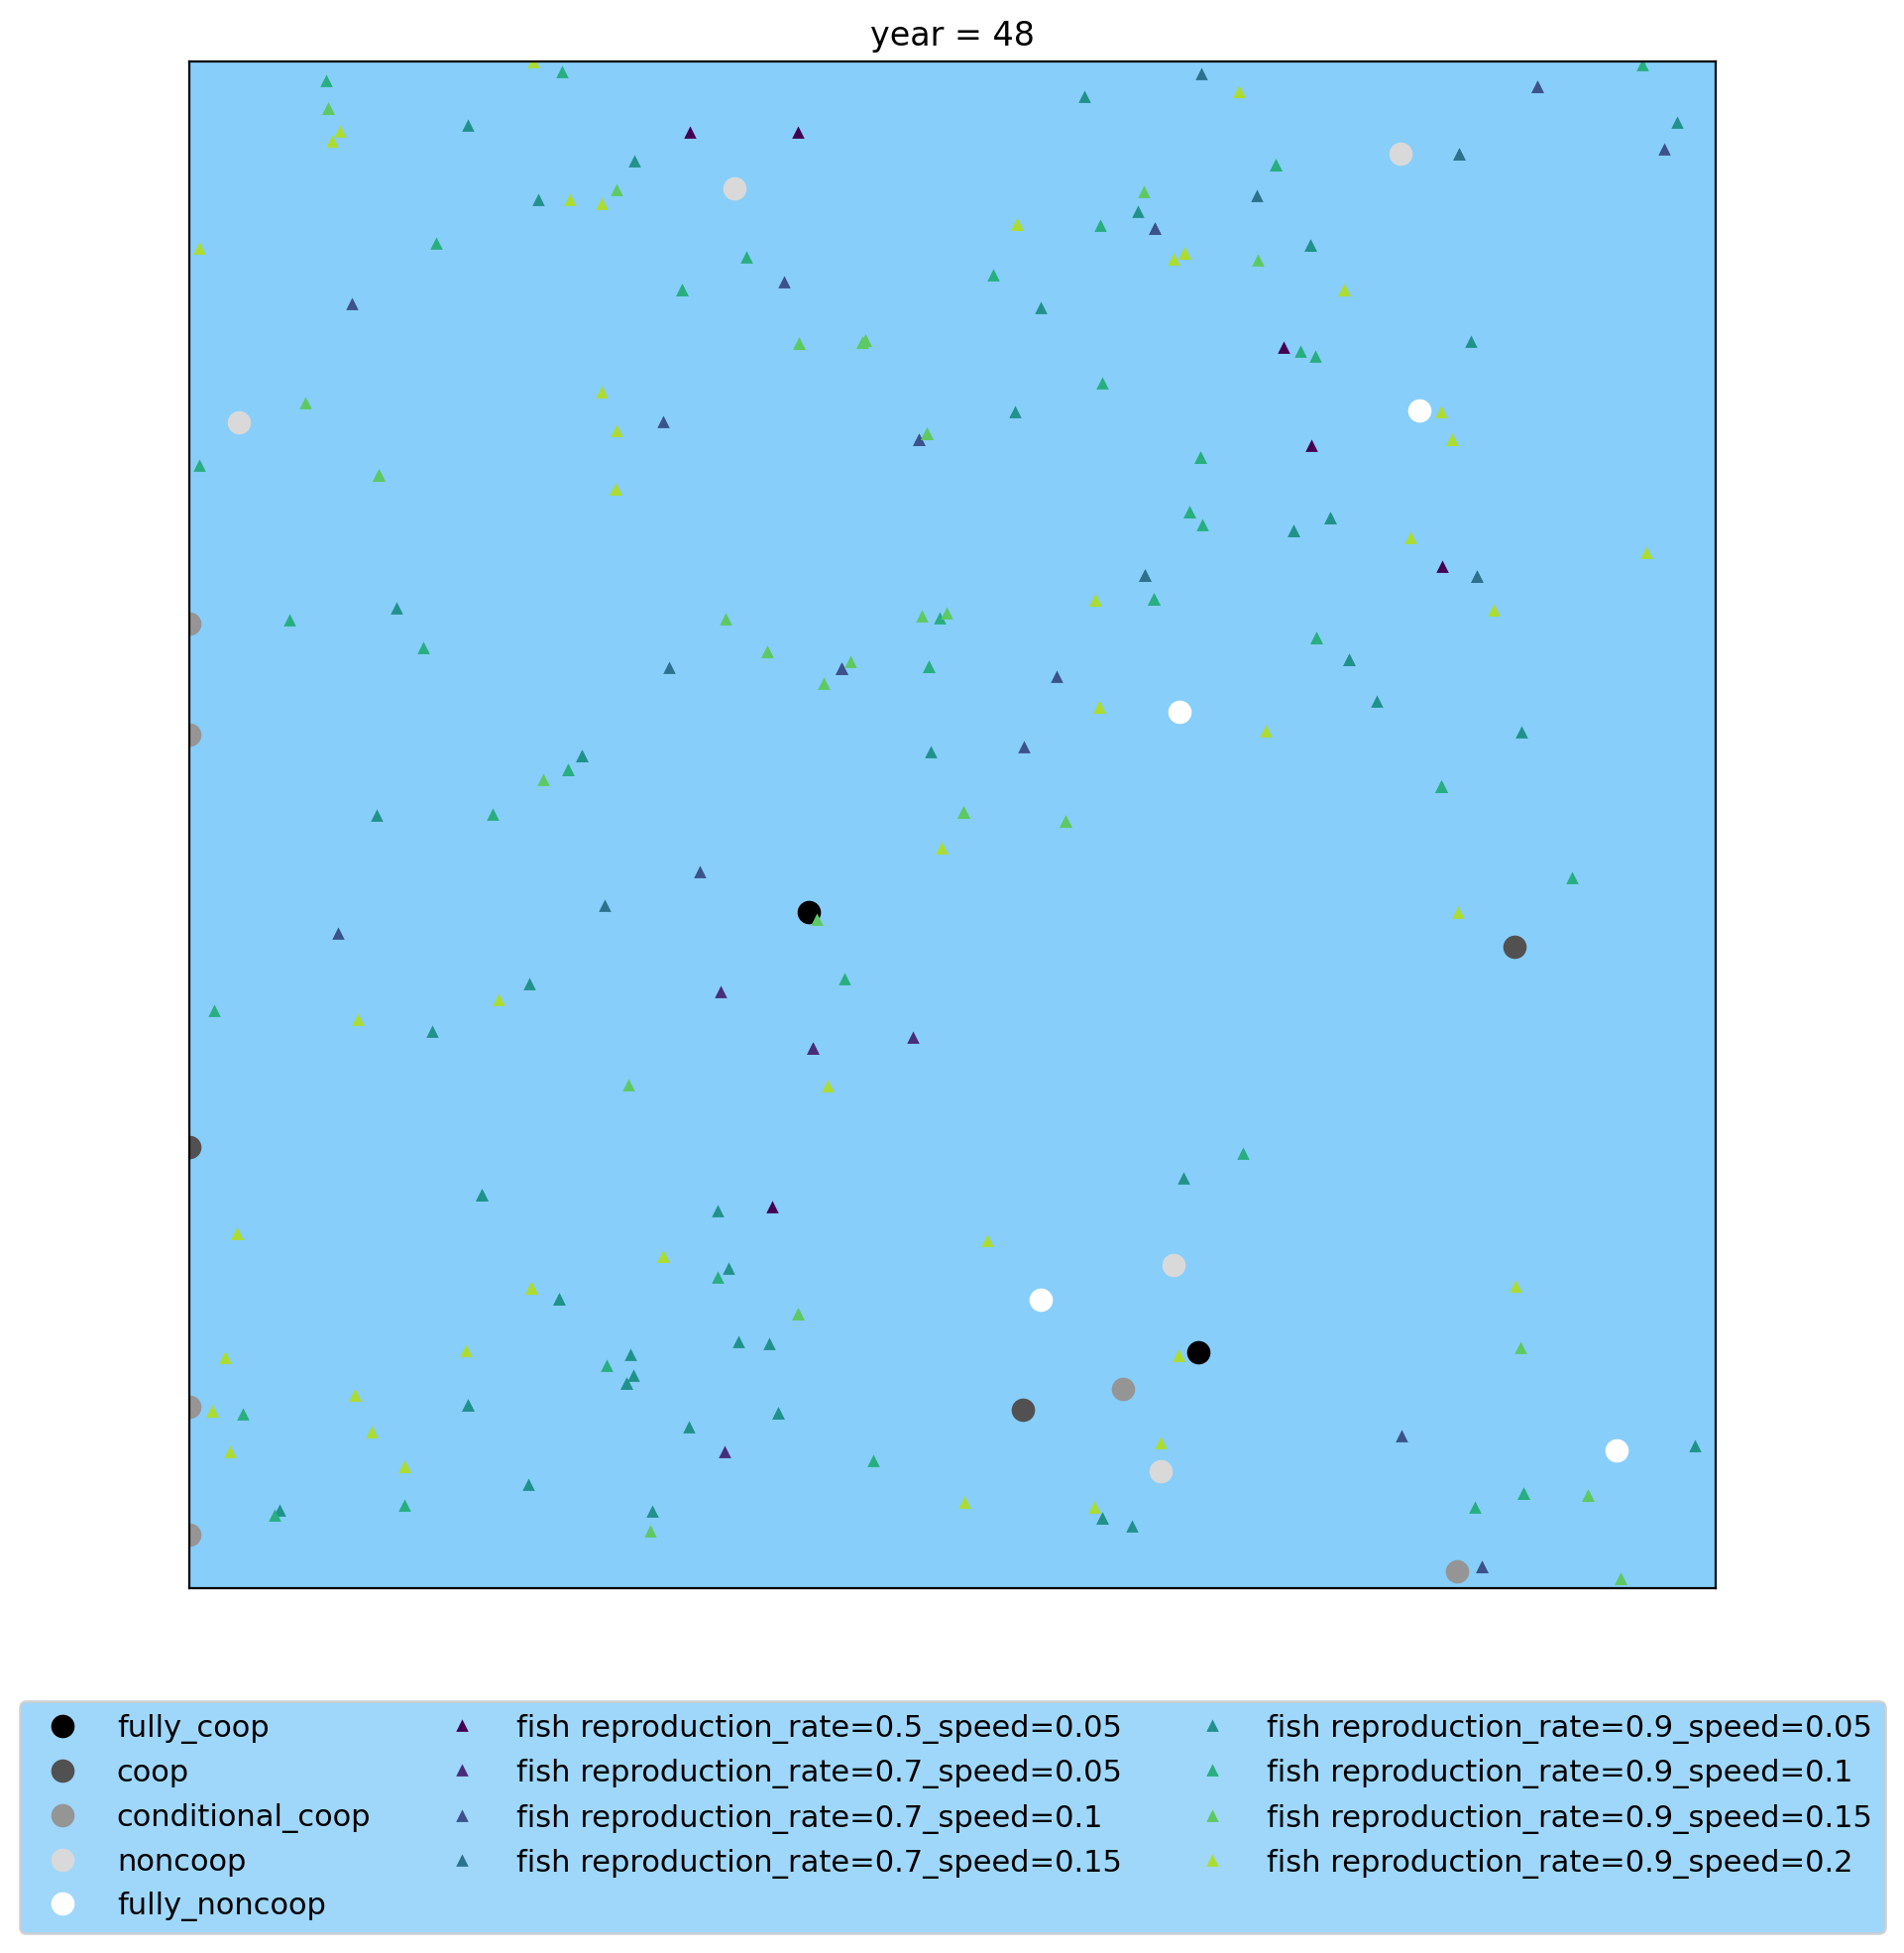 year = 48
fully_coop
coop
conditional_coop
noncoop
fully_noncoop
fish reproduction_rate=0.5_speed=0.05
fish reproduction_rate=0.7_speed=0.05
fish reproduction_rate=0.7_speed=0.1
fish reproduction_rate=0.7_speed=0.15
fish reproduction_rate=0.9_speed=0.05
fish reproduction_rate=0.9_speed=0.1
fish reproduction_rate=0.9_speed=0.15
fish reproduction_rate=0.9_speed=0.2